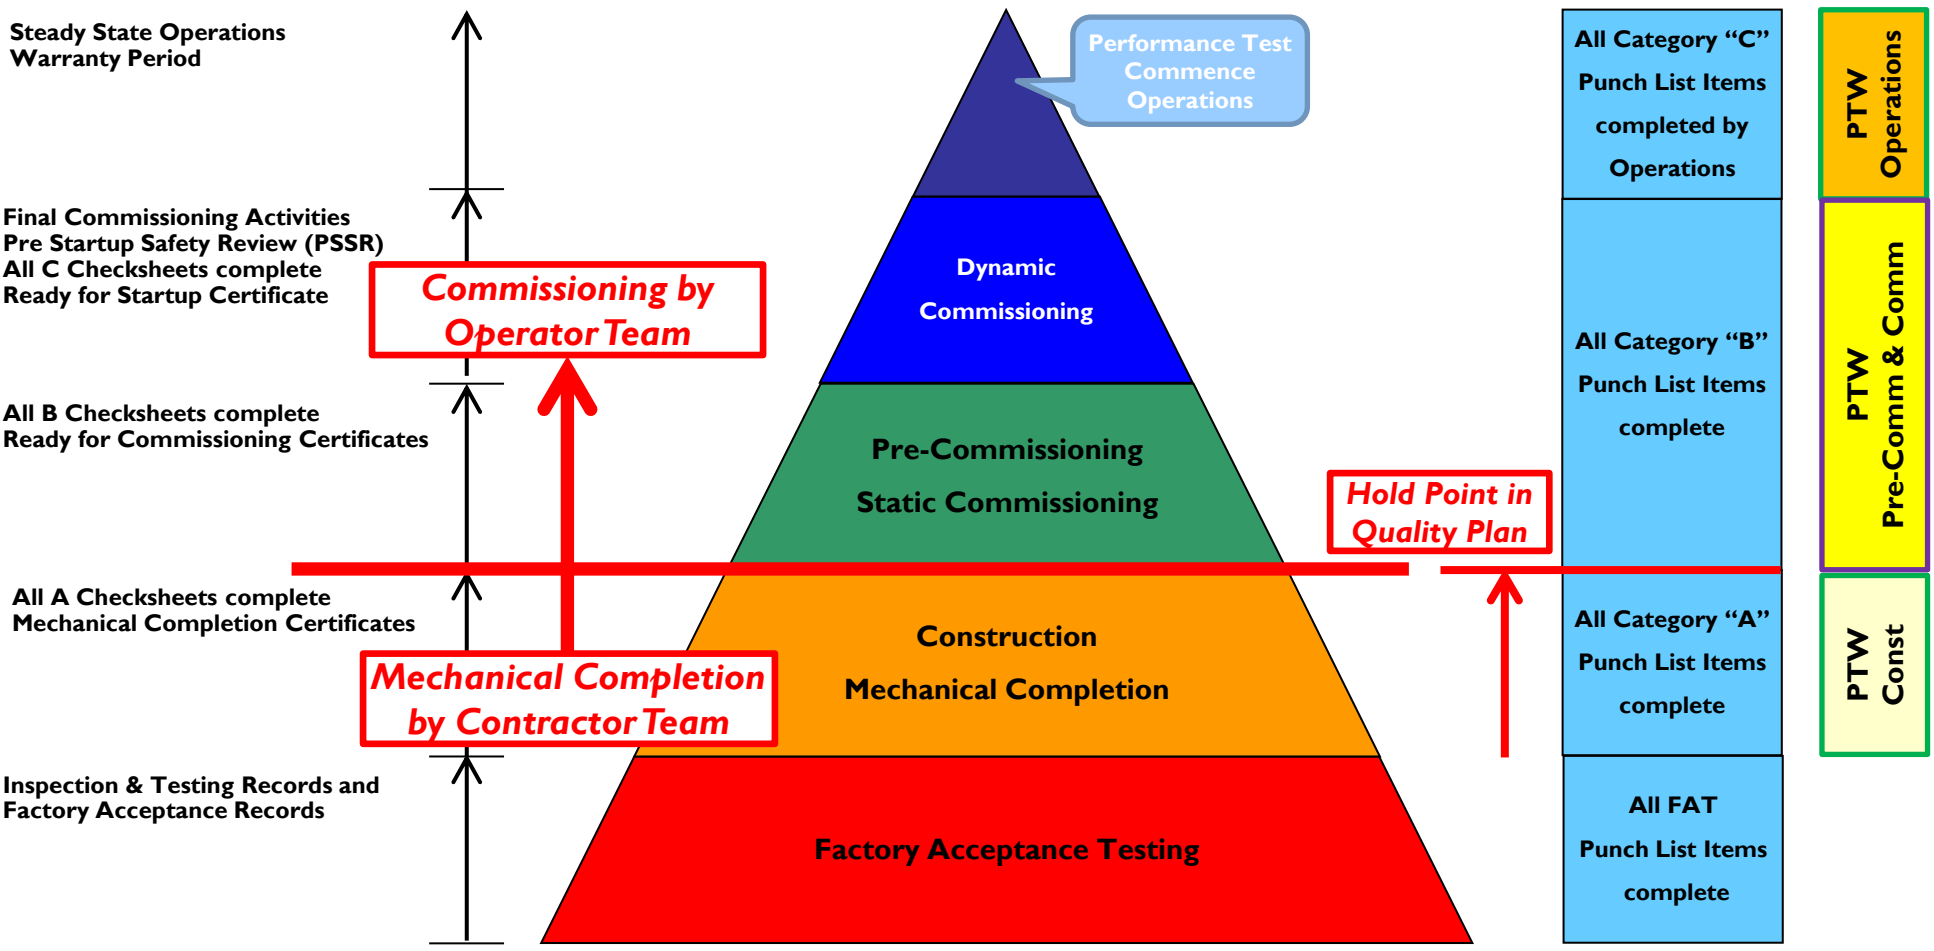 Steady State Operations
Warranty Period
Performance Test
Commence
Operations
All Category “C”
Punch List Items
completed by
Operations
PTW
Operations
Final Commissioning Activities
Pre Startup Safety Review (PSSR)
All C Checksheets complete
Ready for Startup Certificate
Commissioning by
Operator Team
Dynamic
Commissioning
All Category “B”
Punch List Items
complete
PTW
Pre-Comm & Comm
All B Checksheets complete
Ready for Commissioning Certificates
Pre-Commissioning
Static Commissioning
Hold Point in
Quality Plan
All A Checksheets complete
Mechanical Completion Certificates
Mechanical Completion
by Contractor Team
Construction
Mechanical Completion
All Category “A”
Punch List Items
complete
PTW
Const
Inspection & Testing Records and
Factory Acceptance Records
Factory Acceptance Testing
All FAT
Punch List Items
complete